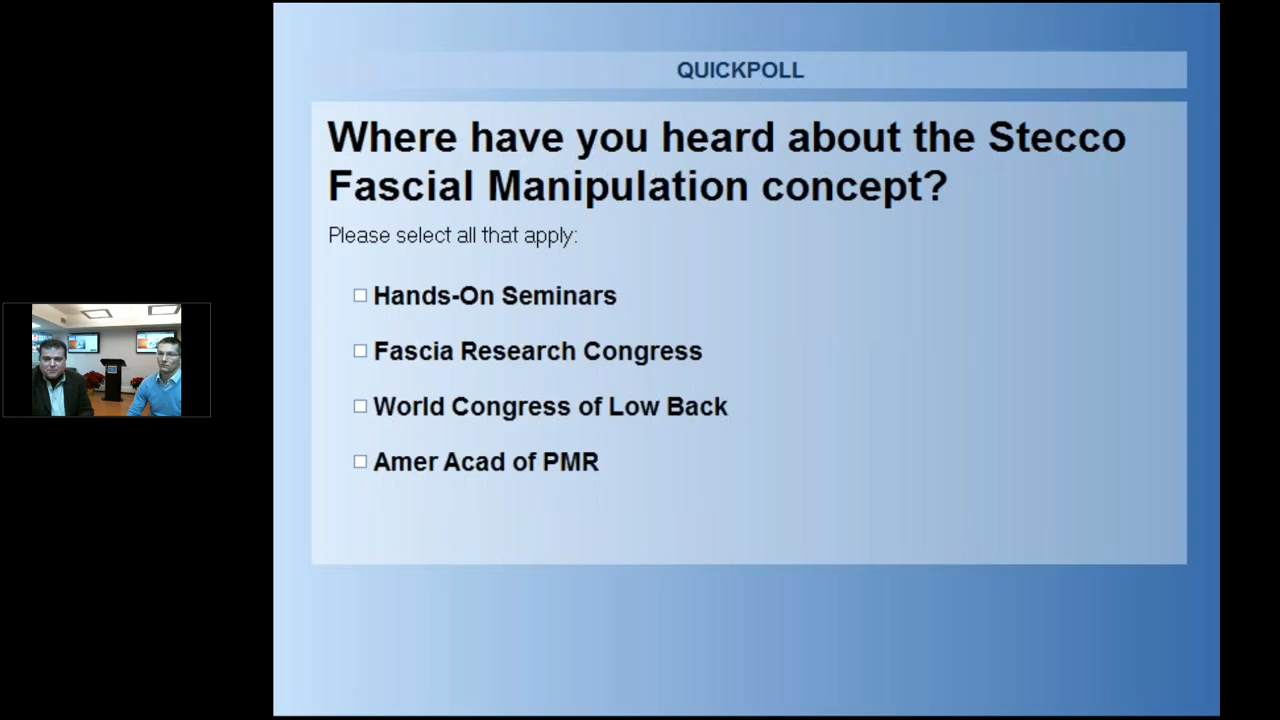 QUICKPOLL
Where have you heard about the Stecco
Fascial Manipulation concept?
Please select all that apply:
Hands-On Seminars
Fascia Research Congress
World Congress of Low Back
Amer Acad of PMR